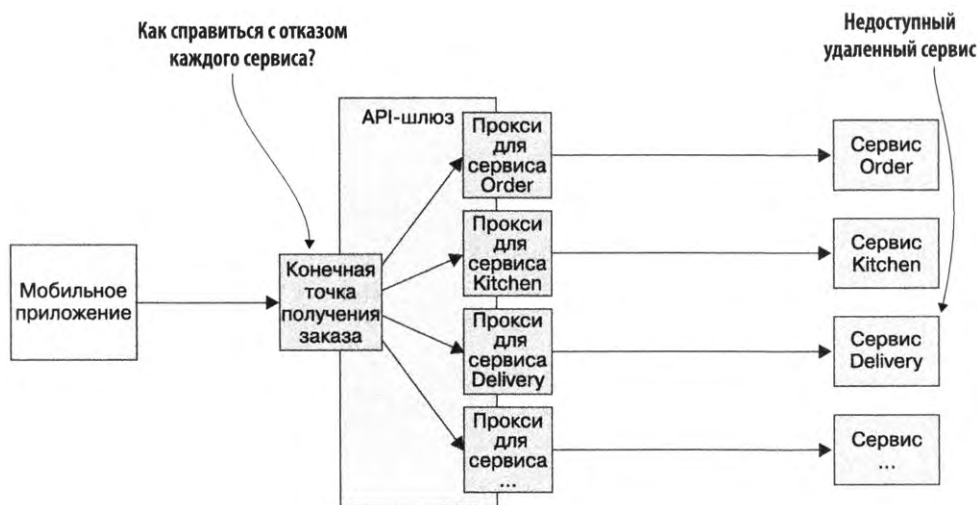 Как справиться с отказом
каждого сервиса?
Недоступный
удаленный сервис
API-шлюз
Прокси
для
сервиса
Order
Сервис
Order
Прокси
для
сервиса
Kitchen
Сервис
Kitchen
Мобильное
приложение
Конечная
точка
получения
заказа
Прокси
для
сервиса
Delivery
Сервис
Delivery
Прокси
для
сервиса
...
Сервис
...